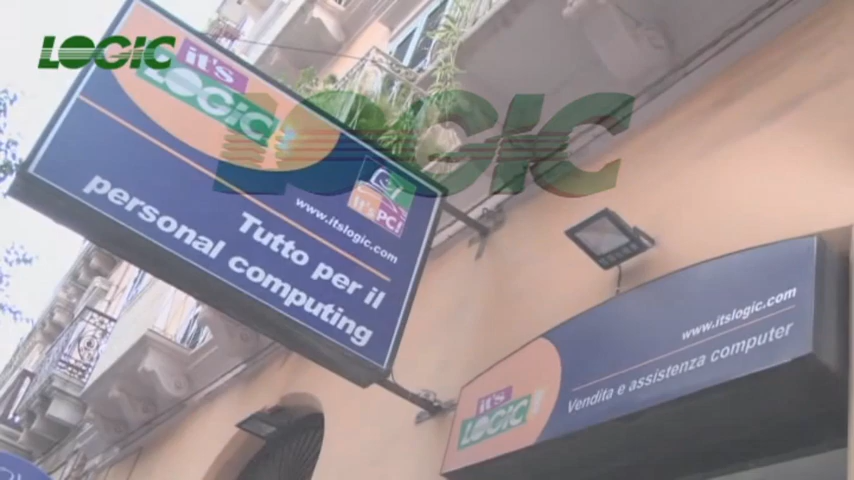 LOGIC
it's
LOGIC
LOGIC
it's PC!
www.itslogic.com
Tutto per il
personal computing
www.itslogic.com
Vendita e assistenza computer
it's
LOGIC